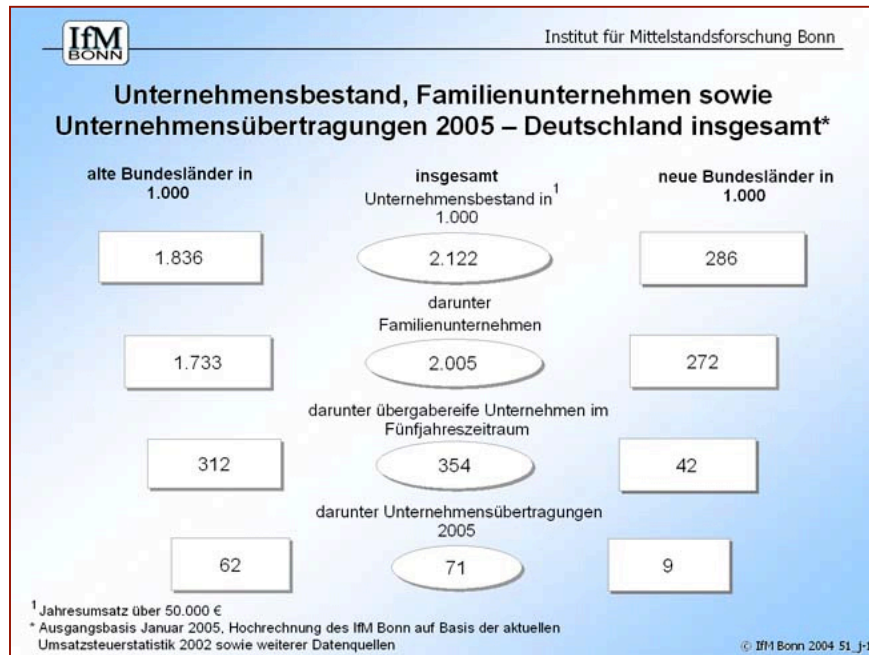 IfM
BONN
Institut für Mittelstandsforschung Bonn
Unternehmensbestand, Familienunternehmen sowie
Unternehmensübertragungen 2005 – Deutschland insgesamt*
alte Bundesländer in
1.000
insgesamt
Unternehmensbestand in¹
1.000
neue Bundesländer in
1.000
1.836
2.122
286
darunter
Familienunternehmen
1.733
2.005
272
darunter übergabereife Unternehmen im
Fünfjahreszeitraum
312
354
42
darunter Unternehmensübertragungen
2005
62
71
9
¹ Jahresumsatz über 50.000 €
* Ausgangsbasis Januar 2005, Hochrechnung des IfM Bonn auf Basis der aktuellen
Umsatzsteuerstatistik 2002 sowie weiterer Datenquellen
© IfM Bonn 2004 51_j-1